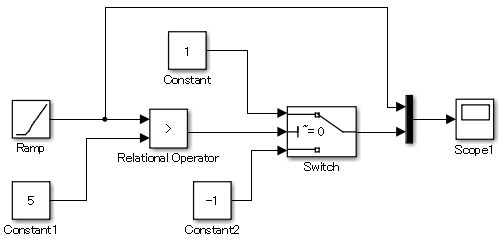 1
Constant
Ramp
>
Relational Operator
~= 0
Switch
Scope1
5
Constant1
-1
Constant2